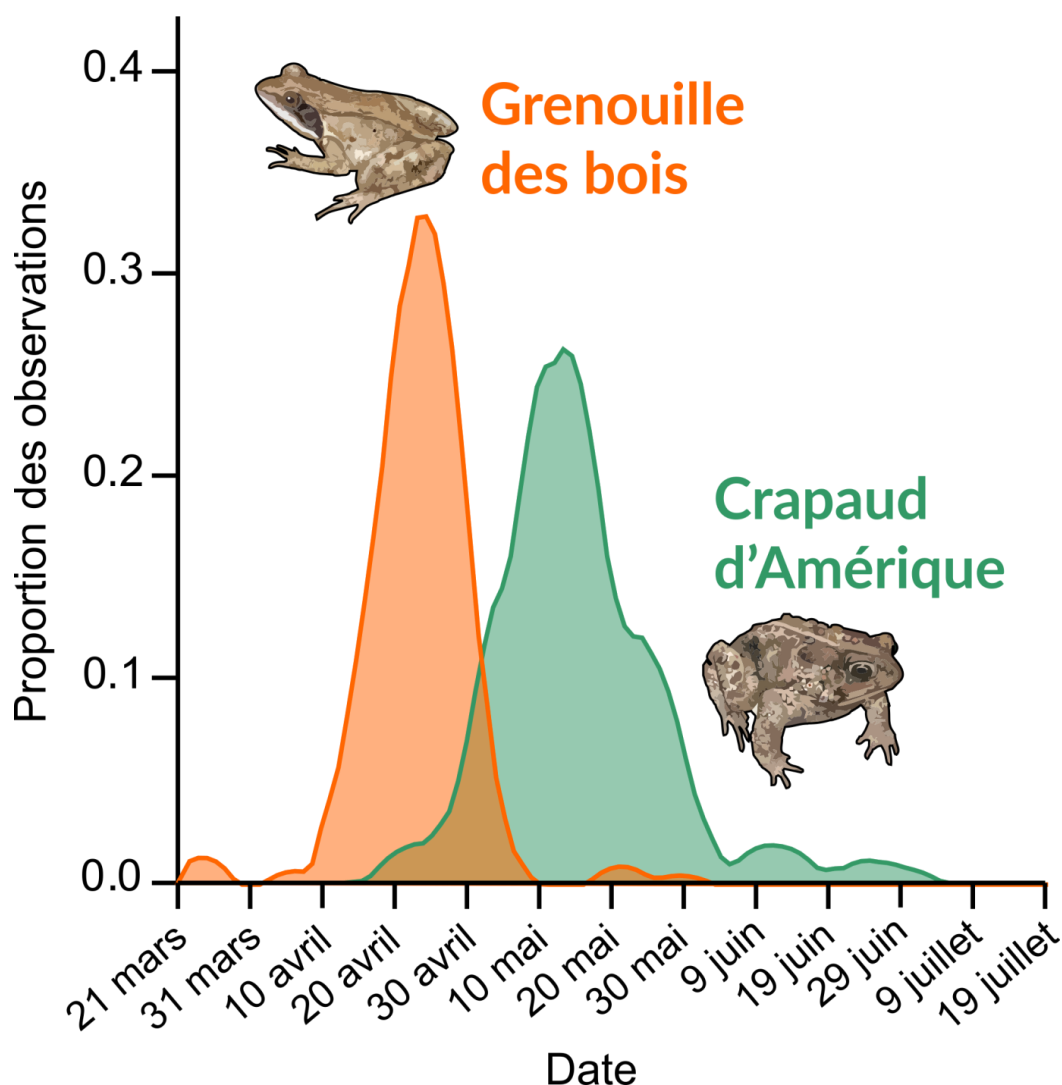 0.4
Grenouille
des bois
0.3
Proportion des observations
0.2
Crapaud
d’Amérique
0.1
0.0
21 mars
31 mars
10 avril
20 avril
30 avril
10 mai
20 mai
30 mai
9 juin
19 juin
29 juin
9 juillet
19 juillet
Date